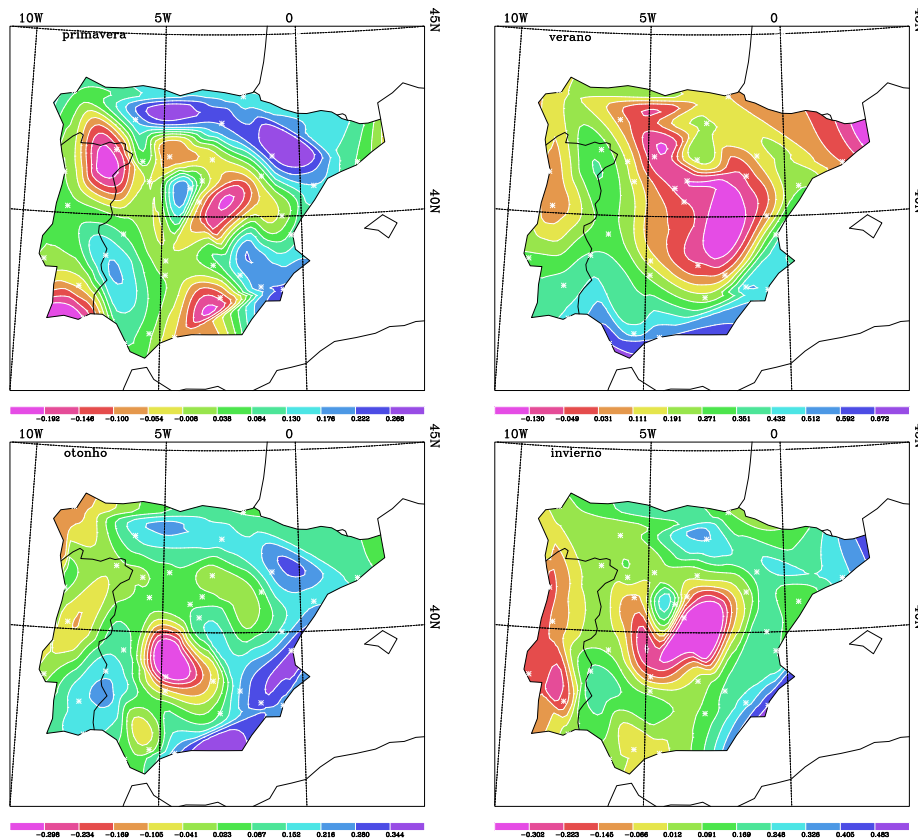 10W 5W 0 45N
primavera
40N
-0.192 -0.146 -0.100 -0.054 -0.008 0.038 0.084 0.130 0.176 0.222 0.268
10W 5W 0
verano
-0.130 -0.049 0.031 0.111 0.191 0.271 0.351 0.432 0.512 0.592 0.672
10W 5W 0 45N
otonho
40N
-0.298 -0.234 -0.169 -0.105 -0.041 0.023 0.087 0.152 0.216 0.280 0.344
10W 5W 0
invierno
-0.302 -0.223 -0.145 -0.066 0.012 0.091 0.169 0.248 0.326 0.405 0.483